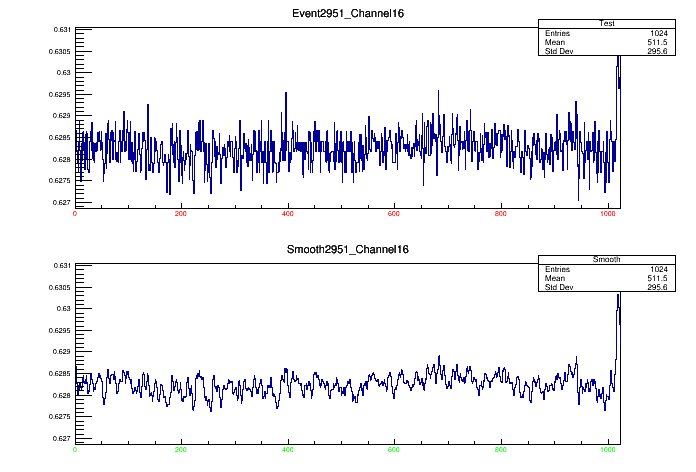 Event2951_Channel16
Test
Entries 1024
Mean 511.5
Std Dev 295.6
0.631
0.6305
0.63
0.6295
0.629
0.6285
0.628
0.6275
0.627
0 200 400 600 800 1000
Smooth2951_Channel16
Smooth
Entries 1024
Mean 511.5
Std Dev 295.6
0.631
0.6305
0.63
0.6295
0.629
0.6285
0.628
0.6275
0.627
0 200 400 600 800 1000